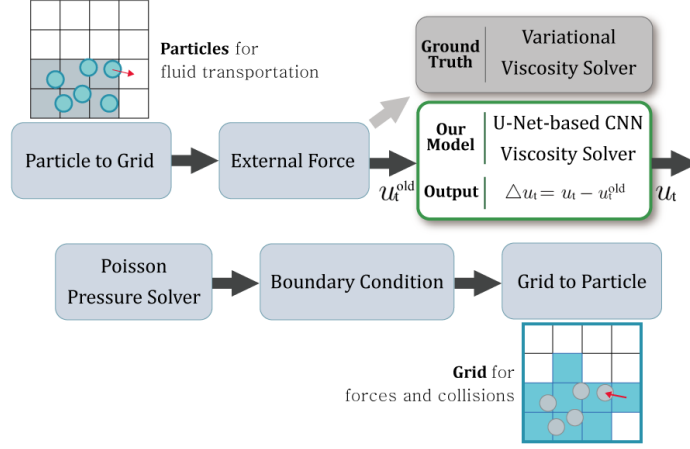 Particles for
fluid transportation
Ground
Truth
Variational
Viscosity Solver
Particle to Grid
External Force
uₜᵒˡᵈ
Our
Model
U-Net-based CNN
Viscosity Solver
Output
△uₜ = uₜ − uₜᵒˡᵈ
uₜ
Poisson
Pressure Solver
Boundary Condition
Grid to Particle
Grid for
forces and collisions